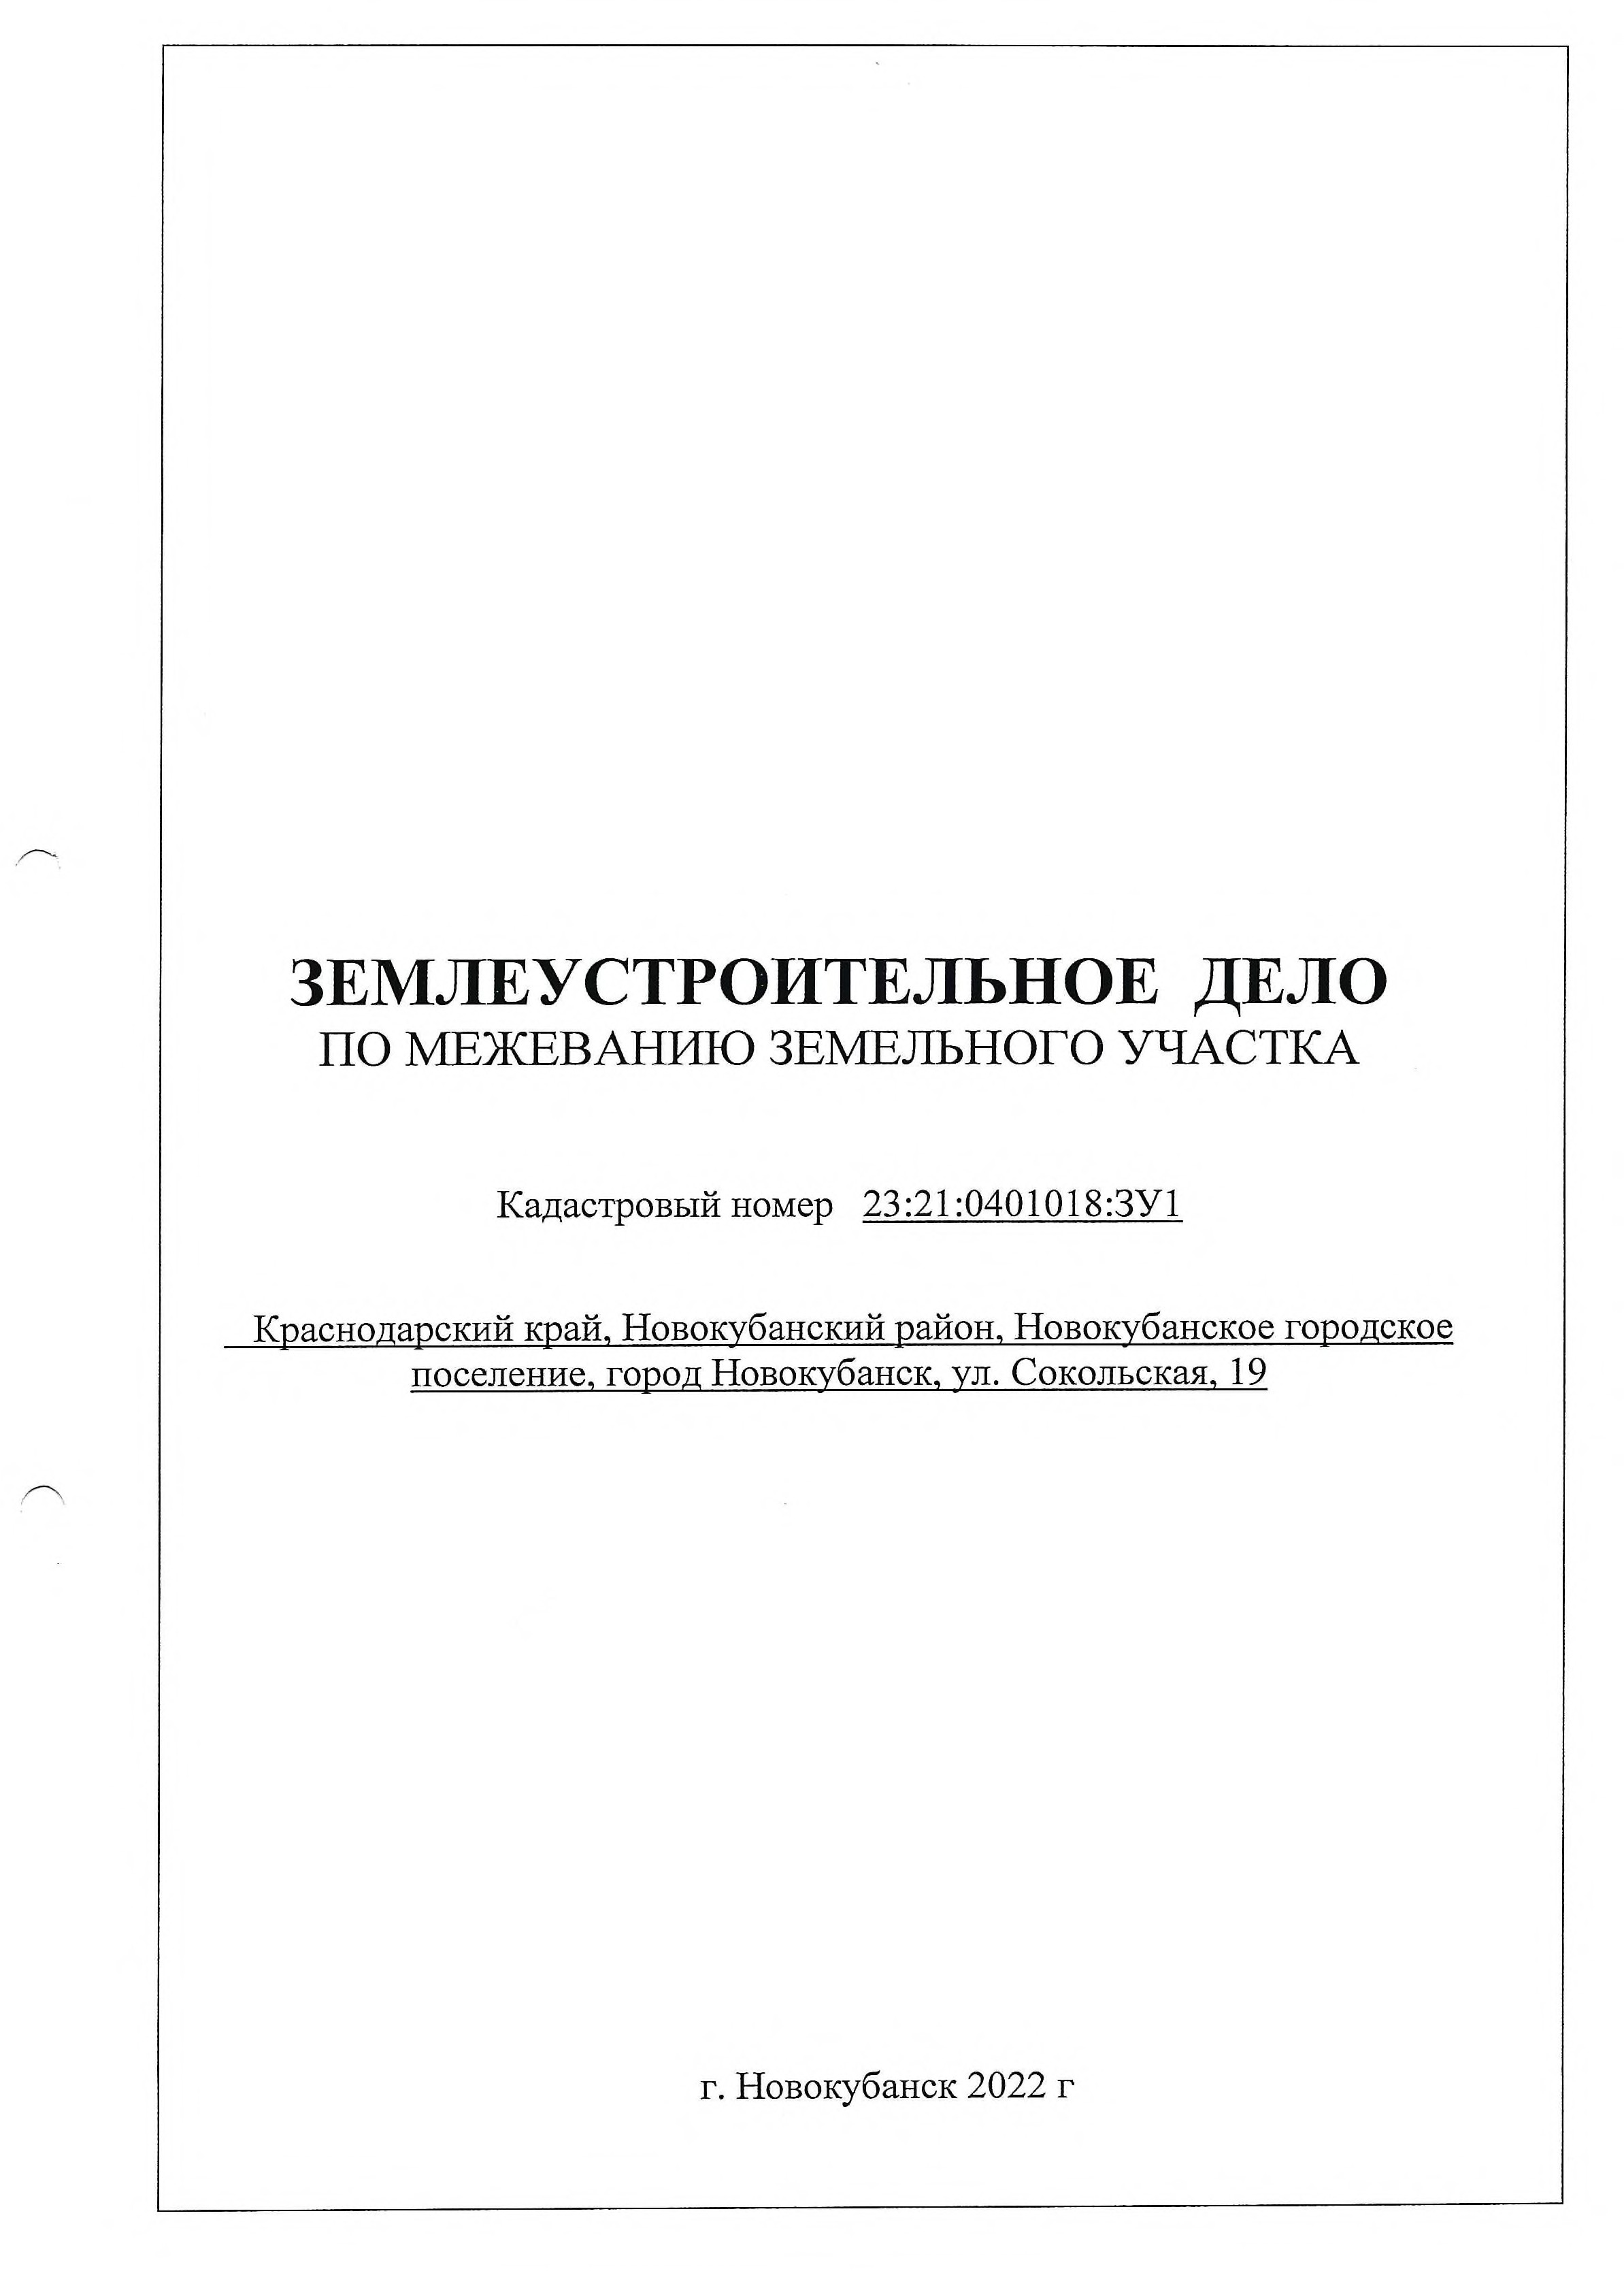 ЗЕМЛЕУСТРОИТЕЛЬНОЕ ДЕЛО
ПО МЕЖЕВАНИЮ ЗЕМЕЛЬНОГО УЧАСТКА
Кадастровый номер 23:21:0401018:ЗУ1
Краснодарский край, Новокубанский район, Новокубанское городское
поселение, город Новокубанск, ул. Сокольская, 19
г. Новокубанск 2022 г